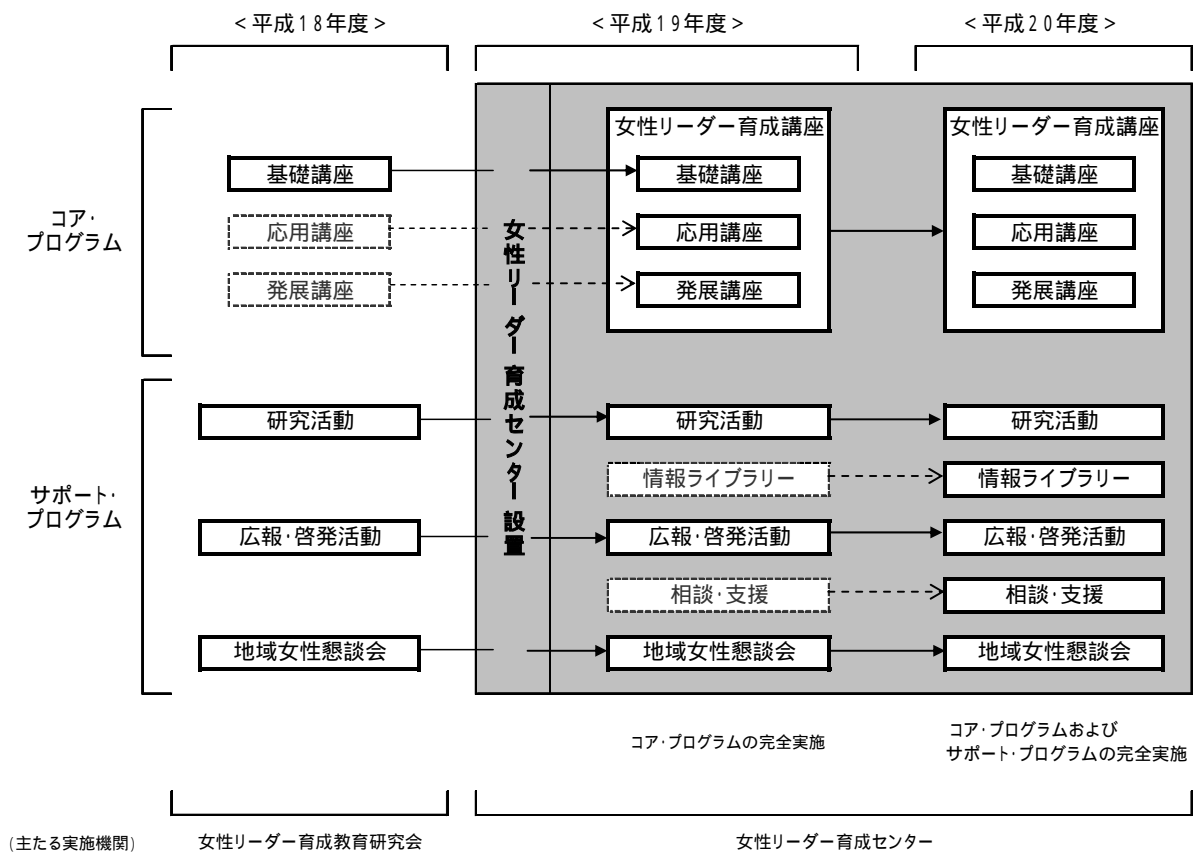 <平成18年度>
<平成19年度>
<平成20年度>
コア・
プログラム
基礎講座
応用講座
発展講座
女性リーダー育成センター設置
女性リーダー育成講座
基礎講座
応用講座
発展講座
女性リーダー育成講座
基礎講座
応用講座
発展講座
サポート・
プログラム
研究活動
広報・啓発活動
地域女性懇談会
研究活動
情報ライブラリー
広報・啓発活動
相談・支援
地域女性懇談会
研究活動
情報ライブラリー
広報・啓発活動
相談・支援
地域女性懇談会
コア・プログラムの完全実施
コア・プログラムおよび
サポート・プログラムの完全実施
(主たる実施機関)
女性リーダー育成教育研究会
女性リーダー育成センター